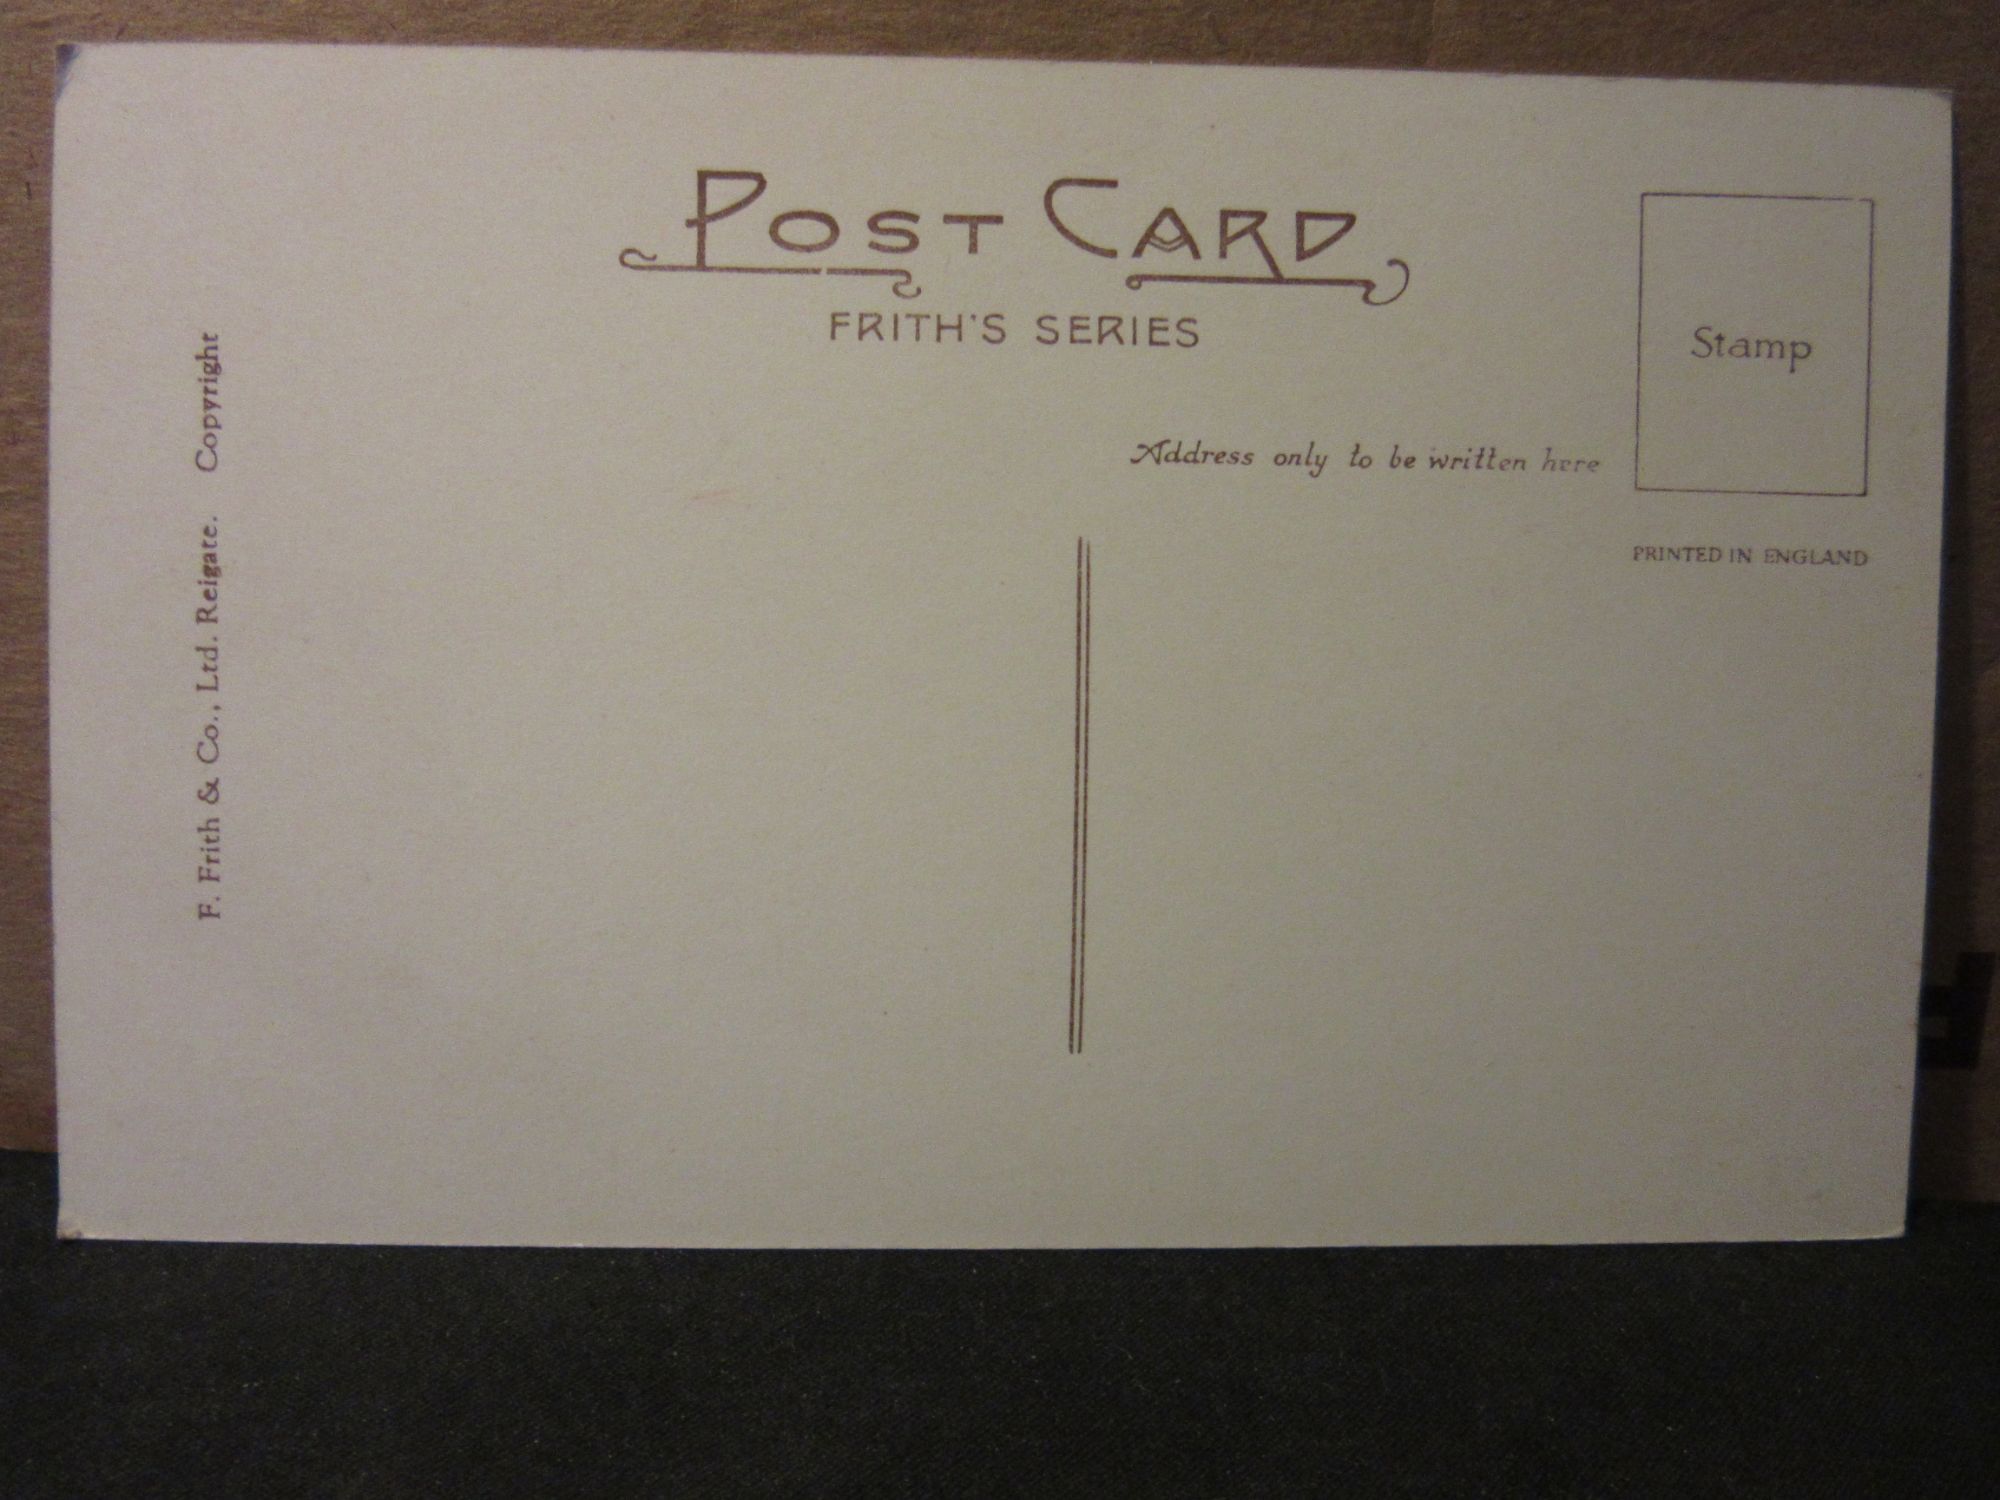 POST CARD
FRITH'S SERIES
Stamp
Address only to be written here
PRINTED IN ENGLAND
F. Frith & Co., Ltd. Reigate. Copyright